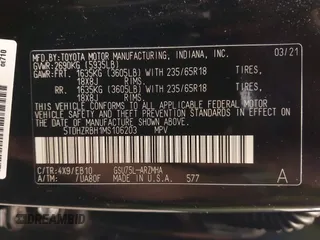 MFD. BY:TOYOTA MOTOR MANUFACTURING, INDIANA, INC.
GVWR:2690KG (5935LB) 03/21
GAWR:FRT. 1635KG (3605LB) WITH 235/65R18 TIRES,
18X8J RIMS,
RR. 1635KG (3605LB) WITH 235/65R18 TIRES,
18X8J
THIS VEHICLE CONFORMS TO ALL APPLICABLE FEDERAL MOTOR
VEHICLE SAFETY AND THEFT PREVENTION STANDARDS IN
EFFECT ON THE DATE OF MANUFACTURE SHOWN ABOVE.
5TDHZRBH1MS106203 MPV
C/TR:4X9/EB10 GSU75L-ARZMHA
A/TM: /UA80F MADE IN U.S.A. 577 A
©DREAMBID